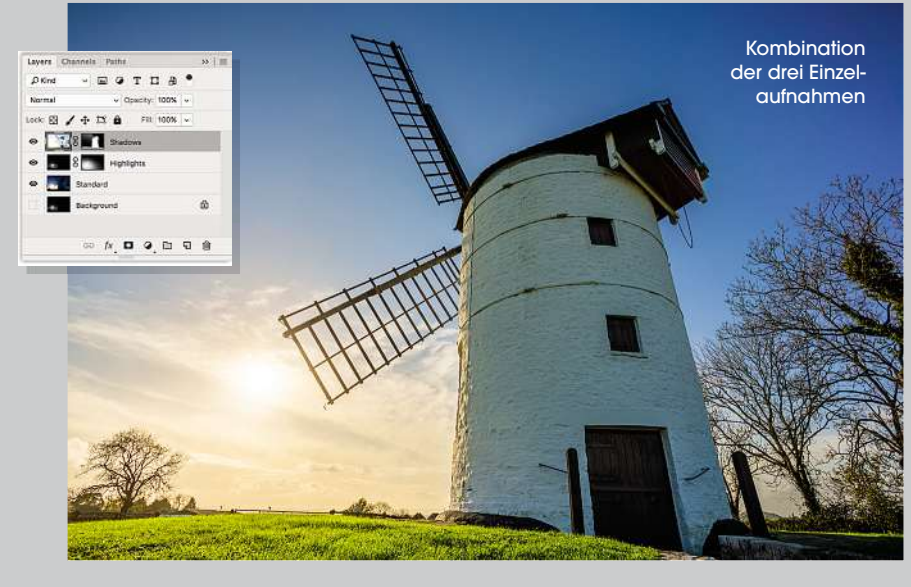 Kombination
der drei Einzel-
aufnahmen
Layers Channels Paths
Kind
Normal Opacity: 100%
Lock: Fill: 100%
Shadows
Highlights
Standard
Background
fx